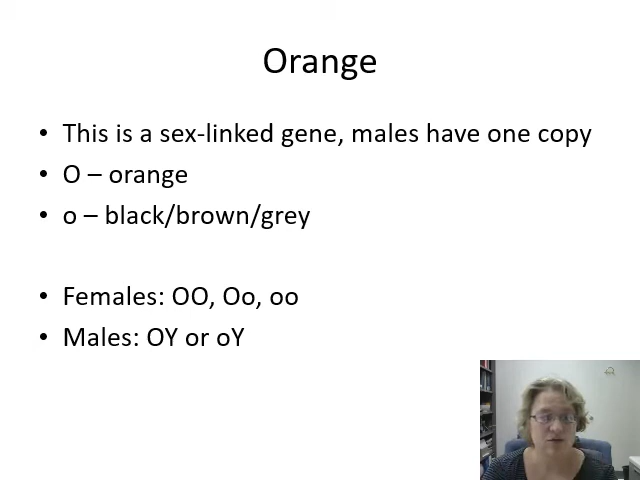 Orange
• This is a sex-linked gene, males have one copy
• O – orange
• o – black/brown/grey
• Females: OO, Oo, oo
• Males: OY or oY